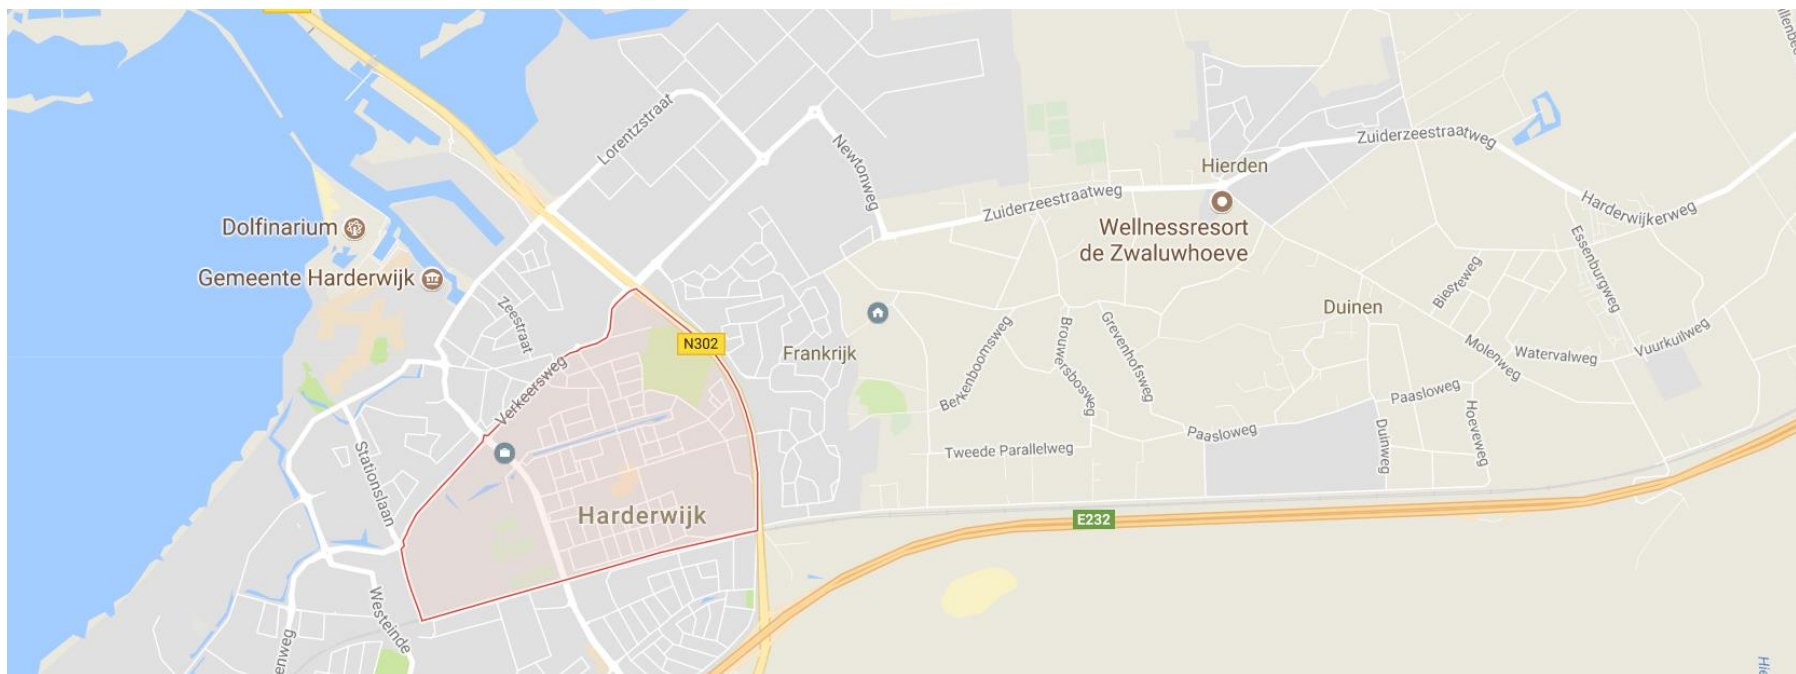 Lorentzstraat
Newtonweg
Zuiderzeestraatweg
Hierden
Zuiderzeestraatweg
Harderwijkerweg
Wellnessresort
de Zwaluwhoeve
Dolfinarium
Gemeente Harderwijk
Zeestraat
N302
Frankrijk
Duinen
Essenburgweg
Berkenboomsweg
Brouwersbosweg
Grevenhofsweg
Molenweg
Watervalweg
Vuurkuilweg
Verkeersweg
Stationslaan
Tweede Parallelweg
Paasloweg
Paasloweg
Duinweg
Hoeveweg
Harderwijk
E232
Westeinde